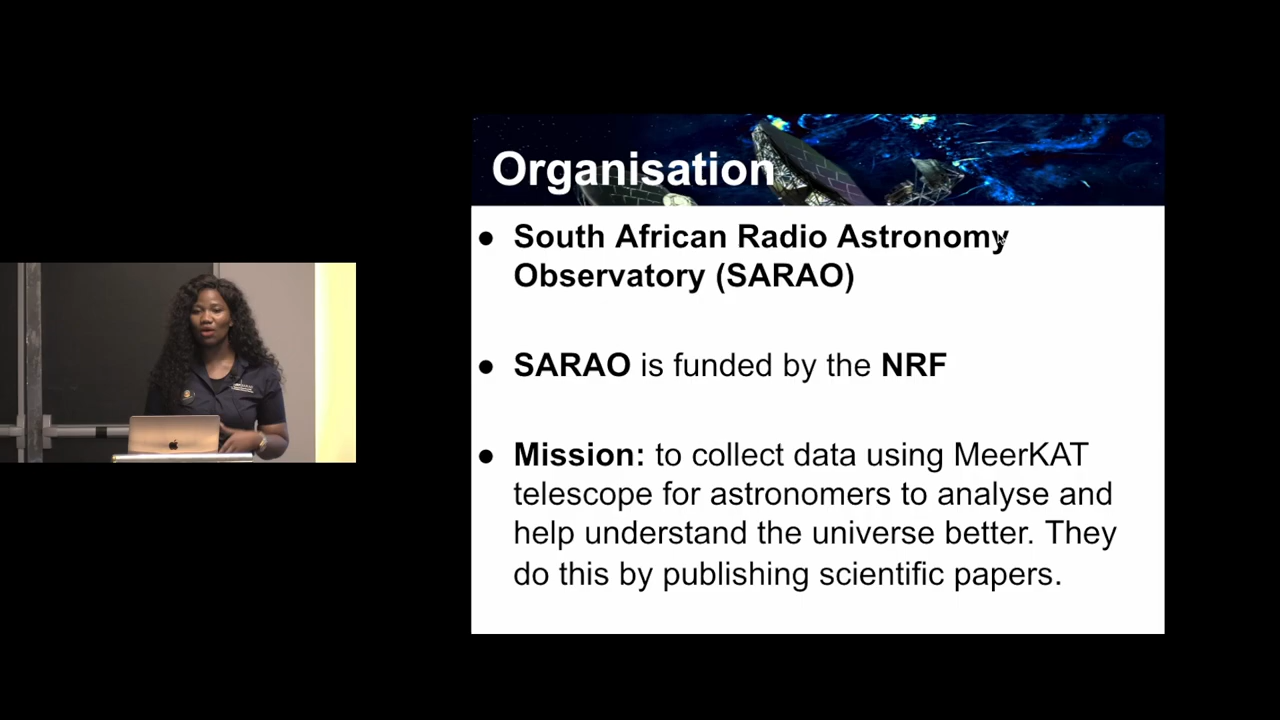 Organisation
● South African Radio Astronomy
Observatory (SARAO)
● SARAO is funded by the NRF
● Mission: to collect data using MeerKAT
telescope for astronomers to analyse and
help understand the universe better. They
do this by publishing scientific papers.